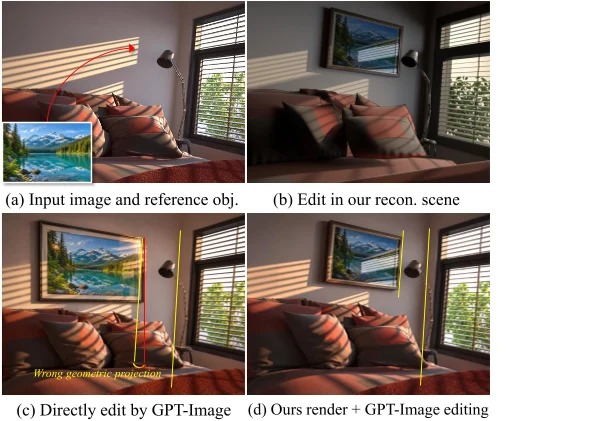 (a) Input image and reference obj.
(b) Edit in our recon. scene
Wrong geometric projection
(c) Directly edit by GPT-Image
(d) Ours render + GPT-Image editing